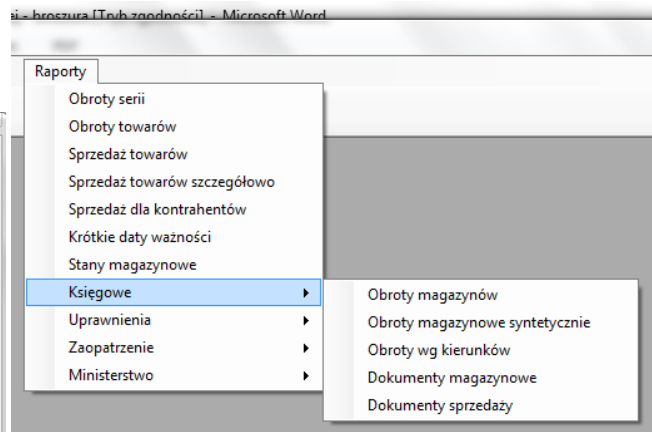 ej - broszura [Tryb zgodności] - Microsoft Word
Raporty
Obroty serii
Obroty towarów
Sprzedaż towarów
Sprzedaż towarów szczegółowo
Sprzedaż dla kontrahentów
Krótkie daty ważności
Stany magazynowe
Księgowe
Uprawnienia
Zaopatrzenie
Ministerstwo
Obroty magazynów
Obroty magazynowe syntetycznie
Obroty wg kierunków
Dokumenty magazynowe
Dokumenty sprzedaży